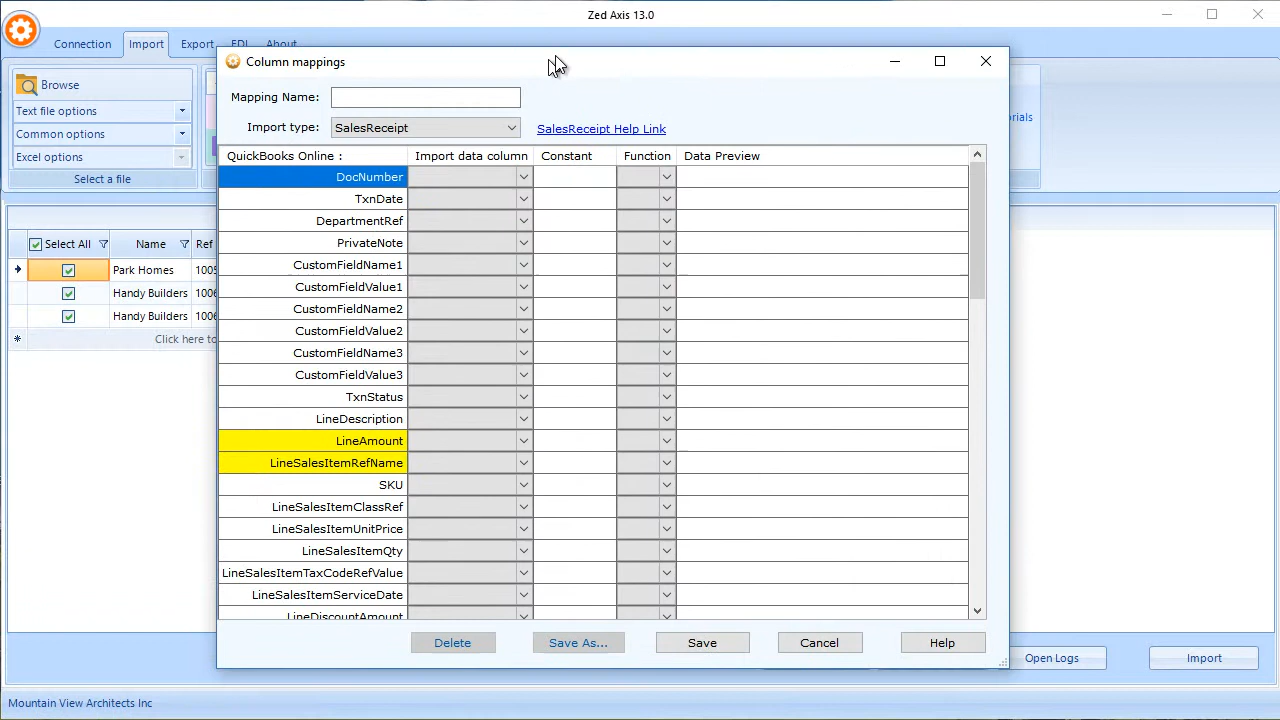 Zed Axis 13.0
Connection Import Export EDI About
Browse
Text file options
Common options
Excel options
Select a file
Column mappings
Mapping Name:
Import type: SalesReceipt SalesReceipt Help Link
QuickBooks Online : Import data column Constant Function Data Preview
DocNumber
TxnDate
DepartmentRef
PrivateNote
CustomFieldName1
CustomFieldValue1
CustomFieldName2
CustomFieldValue2
CustomFieldName3
CustomFieldValue3
TxnStatus
LineDescription
LineAmount
LineSalesItemRefName
SKU
LineSalesItemClassRef
LineSalesItemUnitPrice
LineSalesItemQty
LineSalesItemTaxCodeRefValue
LineSalesItemServiceDate
LineDiscountAmount
Delete Save As... Save Cancel Help
Select All Name Ref
Park Homes 1005
Handy Builders 1006
Handy Builders 1006
Click here to
Open Logs Import
Mountain View Architects Inc